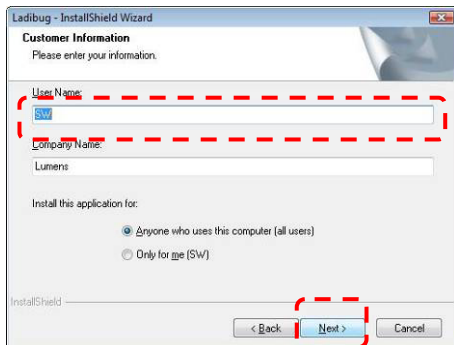 Ladibug - InstallShield Wizard
Customer Information
Please enter your information.
User Name:
SW
Company Name:
Lumens
Install this application for:
Anyone who uses this computer (all users)
Only for me (SW)
InstallShield
< Back
Next >
Cancel